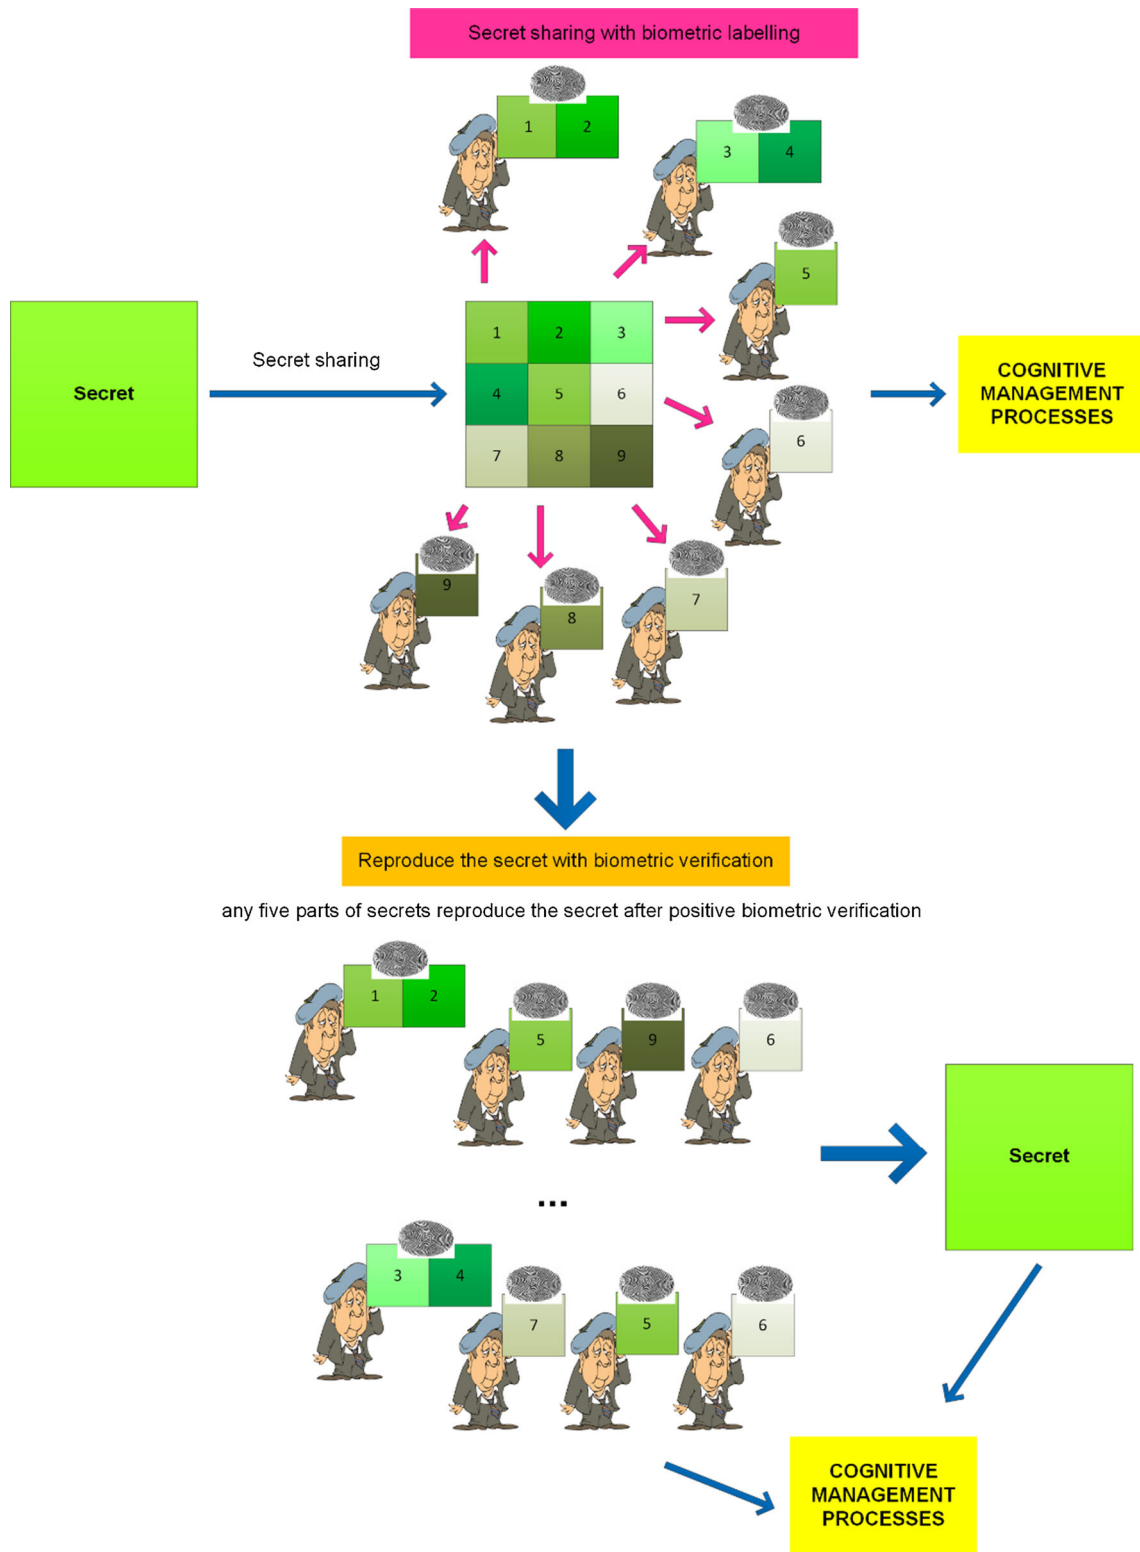 Secret sharing with biometric labelling
1 2
3 4
5
Secret
Secret sharing
1 2 3
4 5 6
7 8 9
COGNITIVE
MANAGEMENT
PROCESSES
6
9
8
7
Reproduce the secret with biometric verification
any five parts of secrets reproduce the secret after positive biometric verification
1 2
5
9
6
Secret
...
3 4
7
5
6
COGNITIVE
MANAGEMENT
PROCESSES